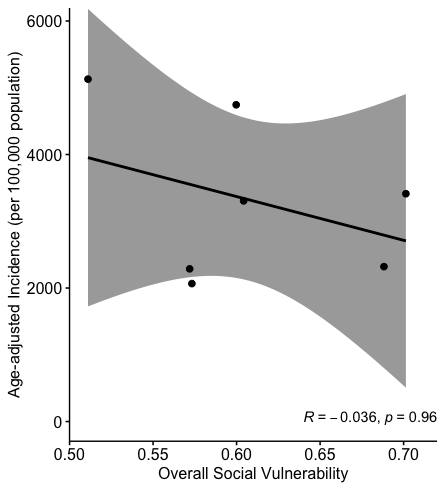 6000
4000
2000
0
Age-adjusted Incidence (per 100,000 population)
R = −0.036, p = 0.96
0.50 0.55 0.60 0.65 0.70
Overall Social Vulnerability